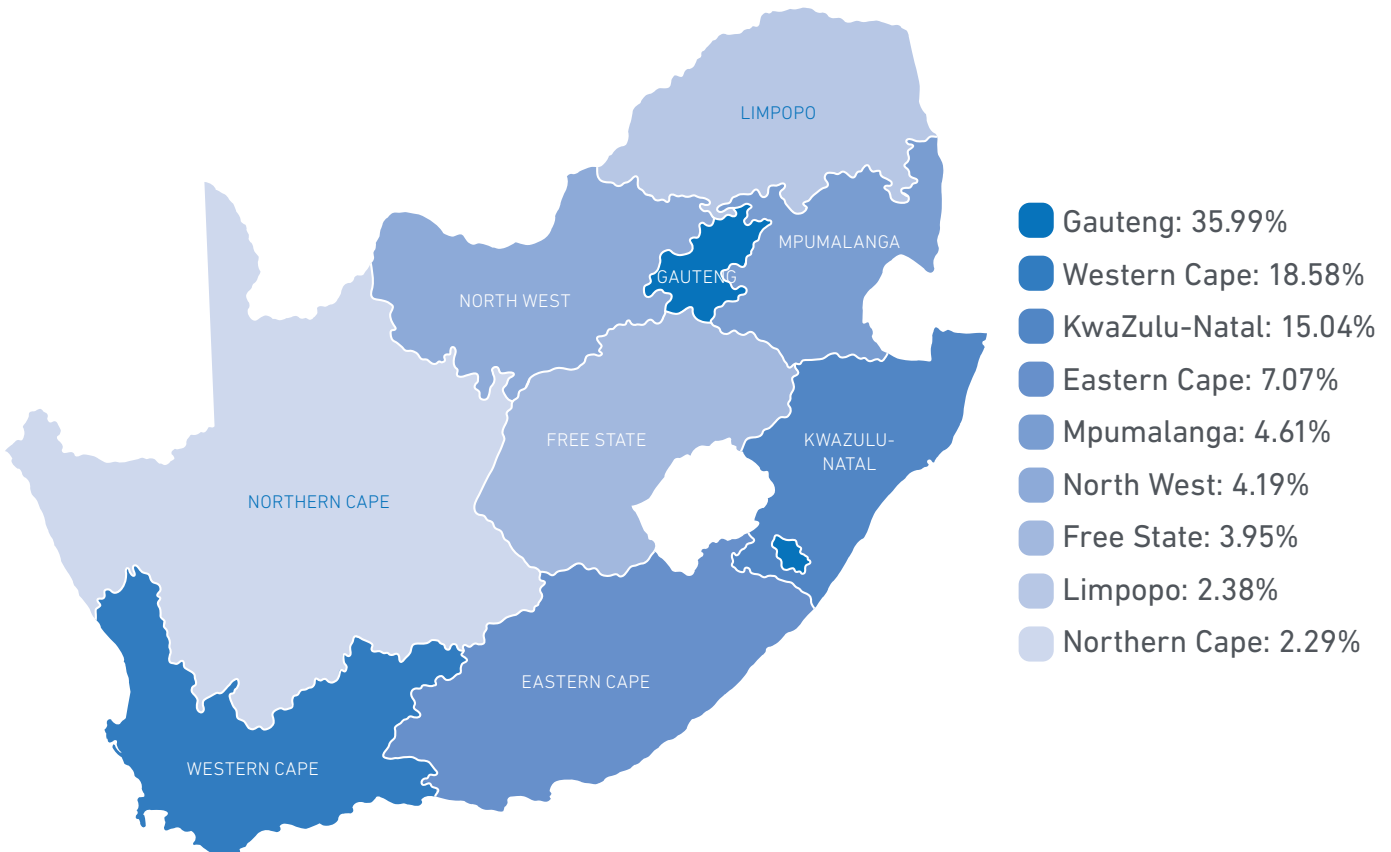 LIMPOPO
MPUMALANGA
GAUTENG
NORTH WEST
FREE STATE
KWAZULU-
NATAL
NORTHERN CAPE
EASTERN CAPE
WESTERN CAPE
Gauteng: 35.99%
Western Cape: 18.58%
KwaZulu-Natal: 15.04%
Eastern Cape: 7.07%
Mpumalanga: 4.61%
North West: 4.19%
Free State: 3.95%
Limpopo: 2.38%
Northern Cape: 2.29%